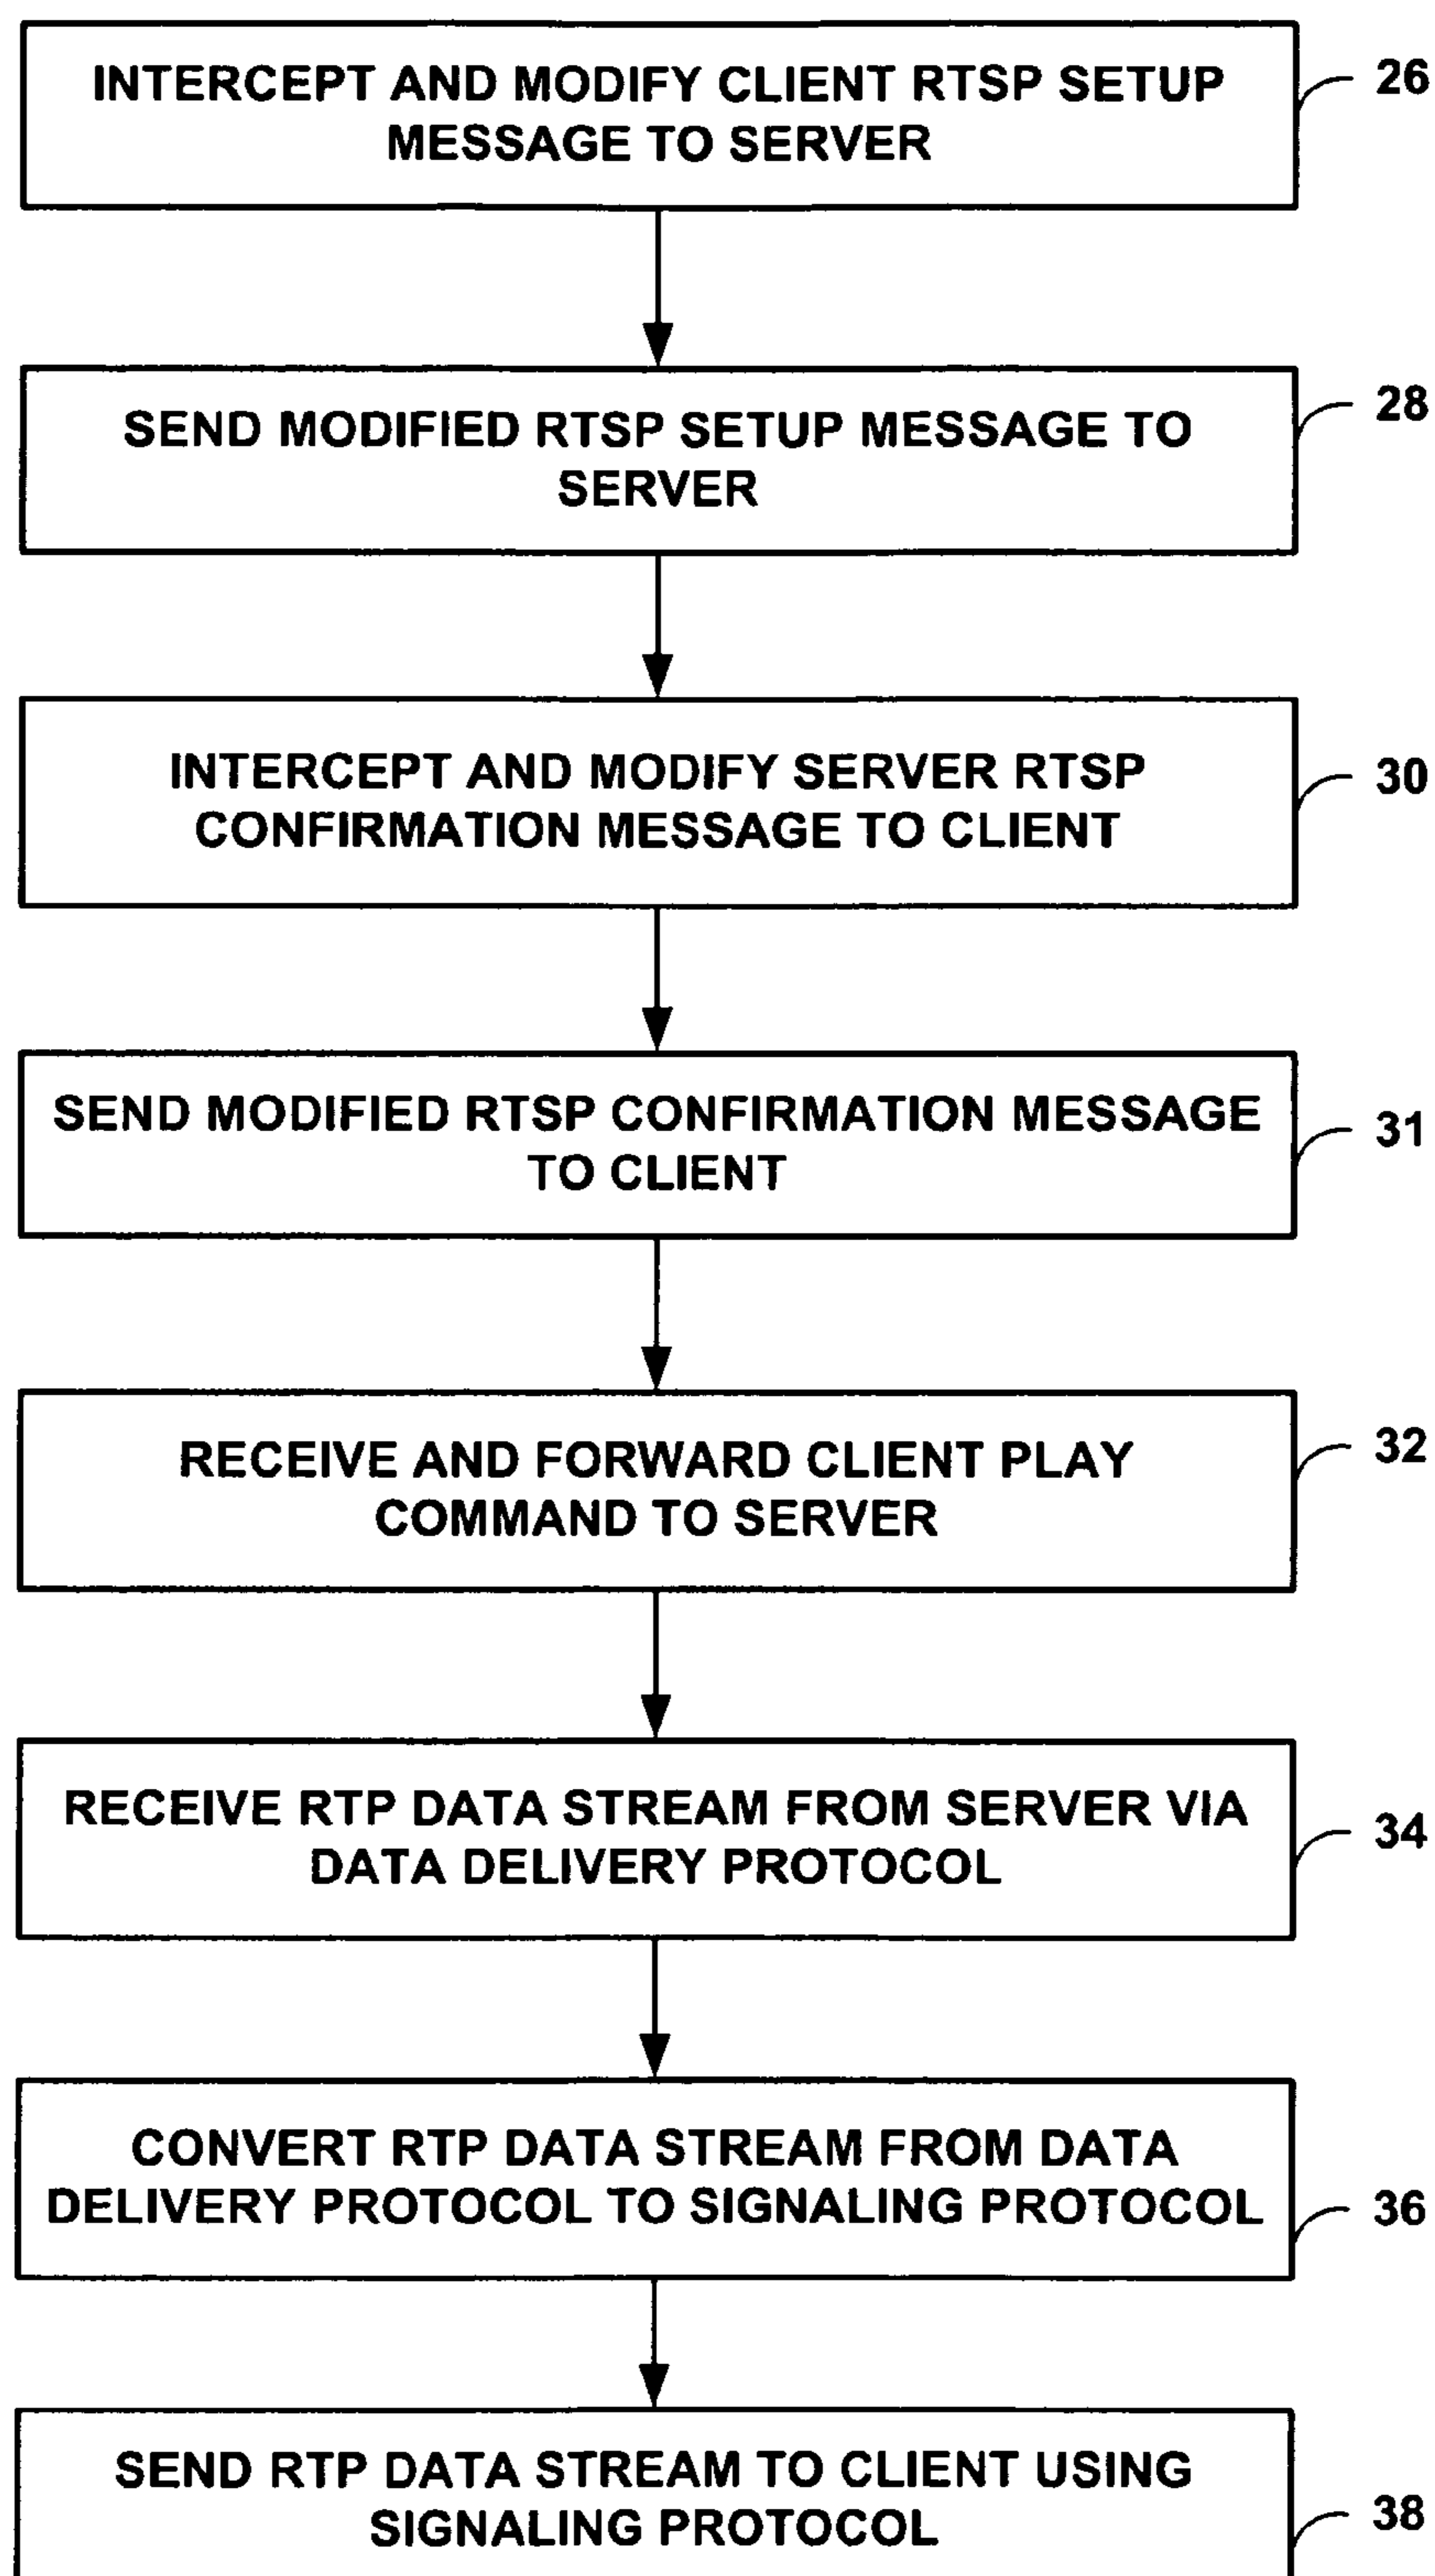 INTERCEPT AND MODIFY CLIENT RTSP SETUP
MESSAGE TO SERVER
26
SEND MODIFIED RTSP SETUP MESSAGE TO
SERVER
28
INTERCEPT AND MODIFY SERVER RTSP
CONFIRMATION MESSAGE TO CLIENT
30
SEND MODIFIED RTSP CONFIRMATION MESSAGE
TO CLIENT
31
RECEIVE AND FORWARD CLIENT PLAY
COMMAND TO SERVER
32
RECEIVE RTP DATA STREAM FROM SERVER VIA
DATA DELIVERY PROTOCOL
34
CONVERT RTP DATA STREAM FROM DATA
DELIVERY PROTOCOL TO SIGNALING PROTOCOL
36
SEND RTP DATA STREAM TO CLIENT USING
SIGNALING PROTOCOL
38